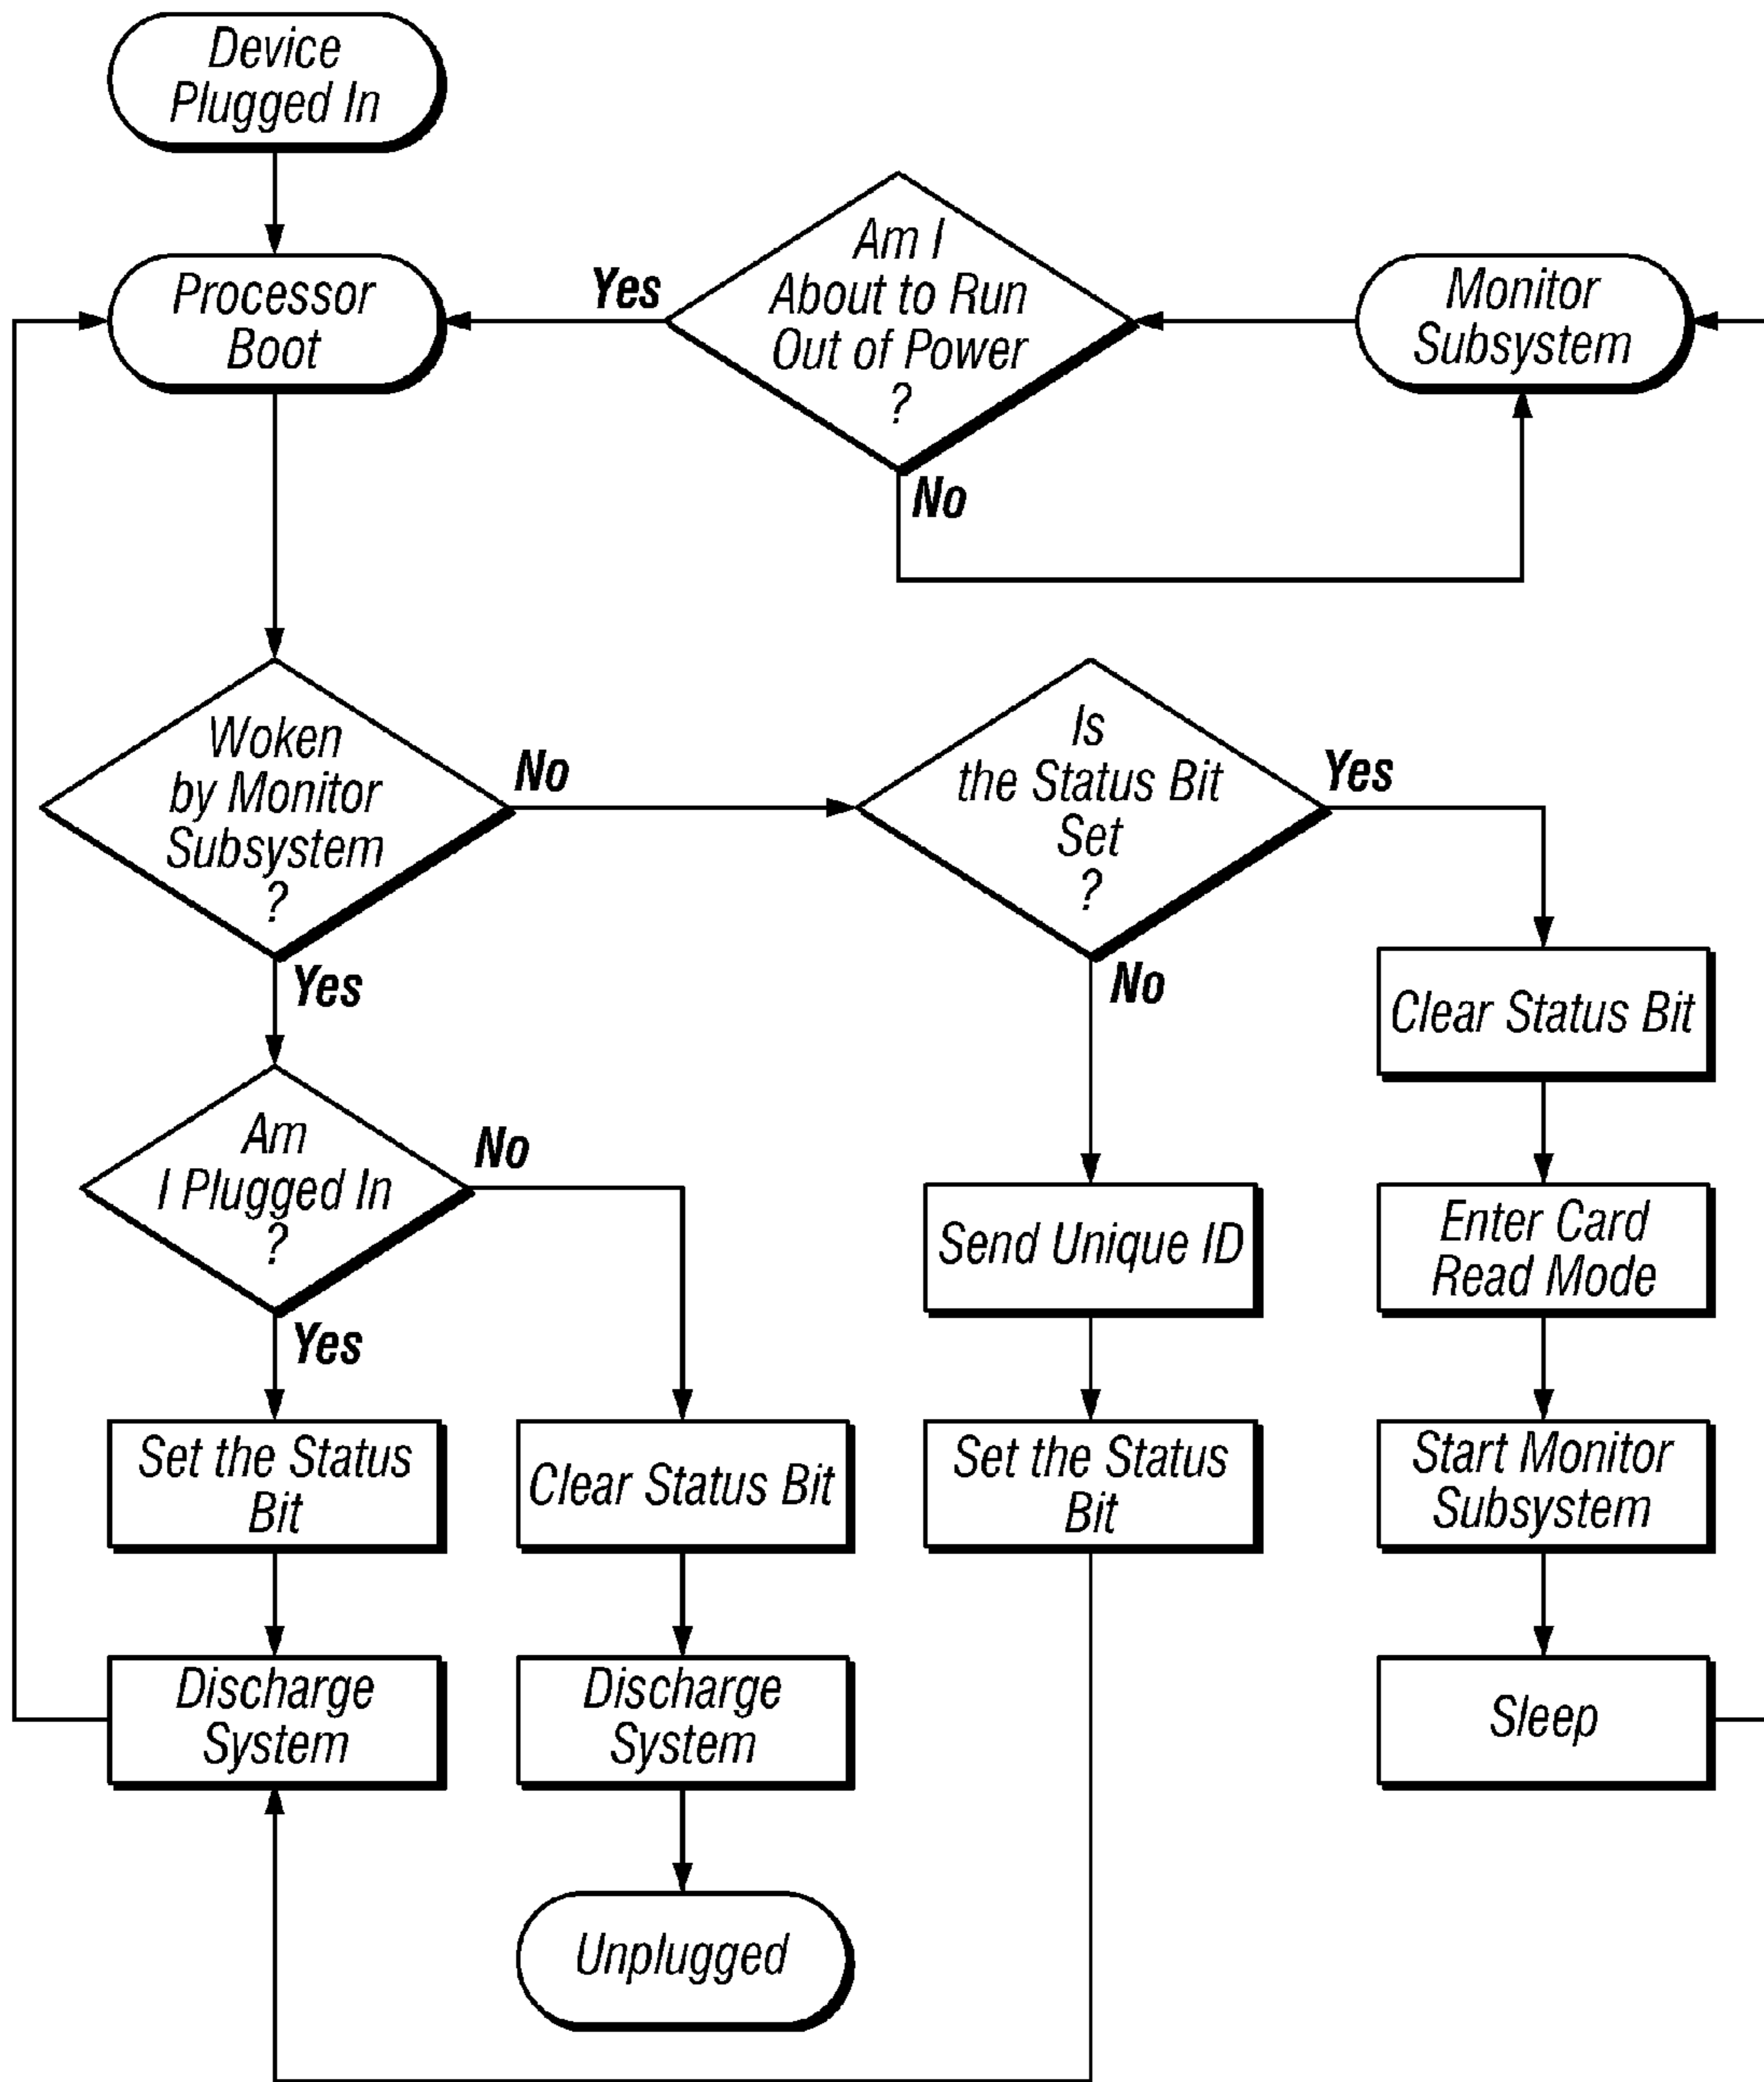 Device
Plugged In
Processor
Boot
Yes
Am I
About to Run
Out of Power
?
No
Monitor
Subsystem
Woken
by Monitor
Subsystem
?
No
Yes
Is
the Status Bit
Set
?
Yes
No
Clear Status Bit
Am
I Plugged In
?
No
Yes
Send Unique ID
Enter Card
Read Mode
Set the Status
Bit
Clear Status Bit
Set the Status
Bit
Start Monitor
Subsystem
Discharge
System
Discharge
System
Sleep
Unplugged